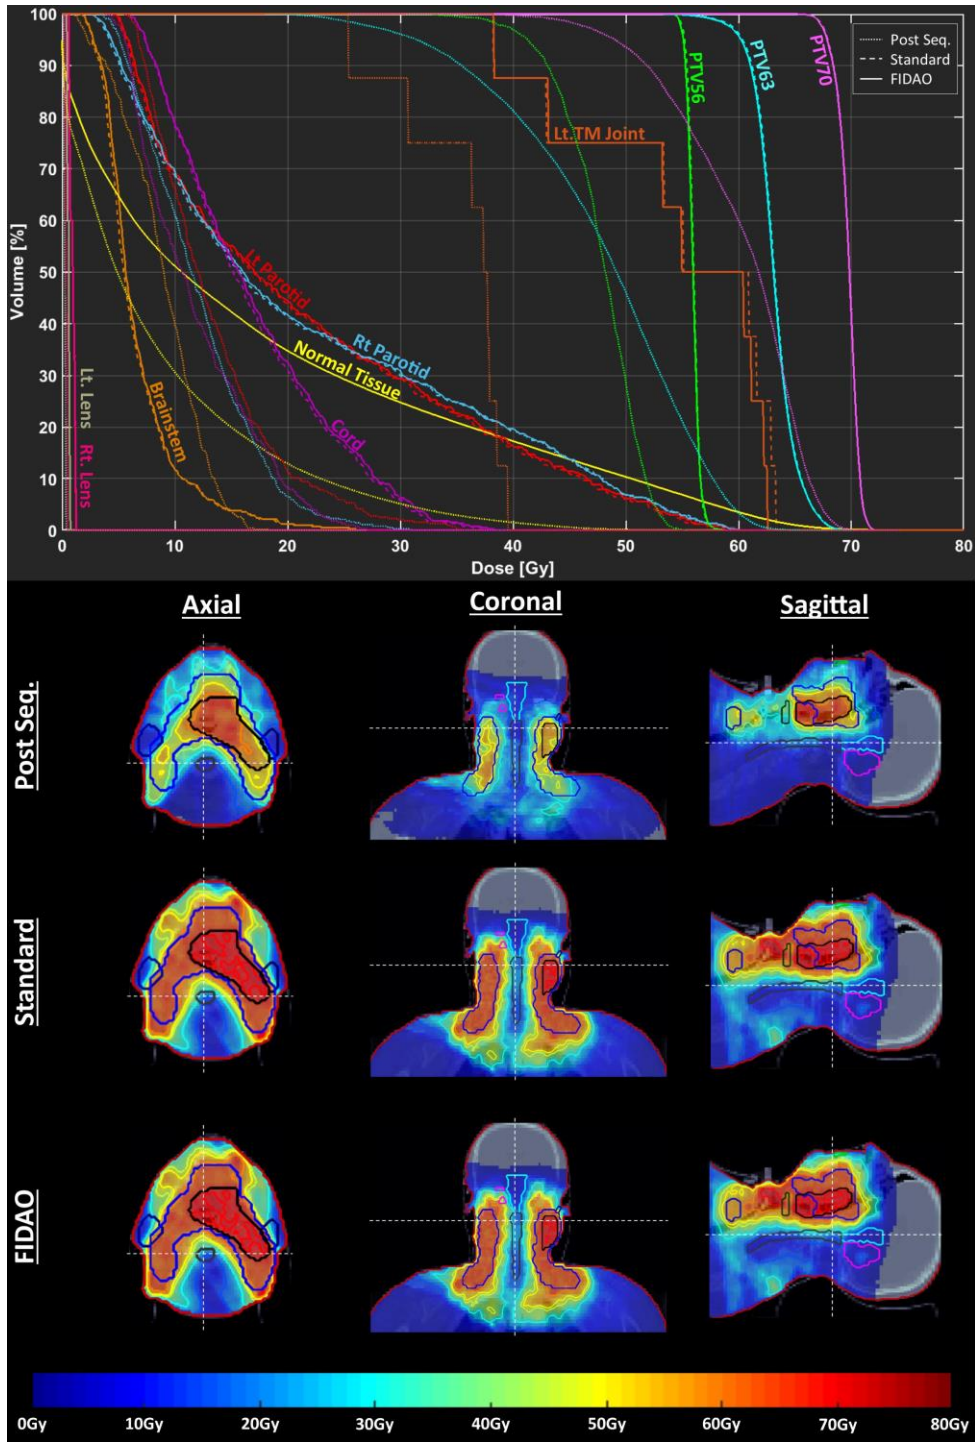 100
90
80
70
60
50
40
30
20
10
0
Volume [%]
0 10 20 30 40 50 60 70 80
Dose [Gy]
Post Seq.
Standard
FIDAO
PTV56
PTV63
PTV70
Lt.TM Joint
Lt Parotid
Rt Parotid
Normal Tissue
Cord
Brainstem
Lt. Lens
Rt. Lens
Axial Coronal Sagittal
Post Seq.
Standard
FIDAO
0Gy 10Gy 20Gy 30Gy 40Gy 50Gy 60Gy 70Gy 80Gy